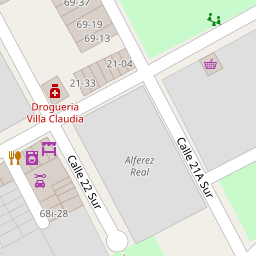 69-37
69-19
69-13
21-04
21-33
Drogueria
Villa Claudia
Alferez
Real
Calle 21A Sur
Calle 22 Sur
68i-28